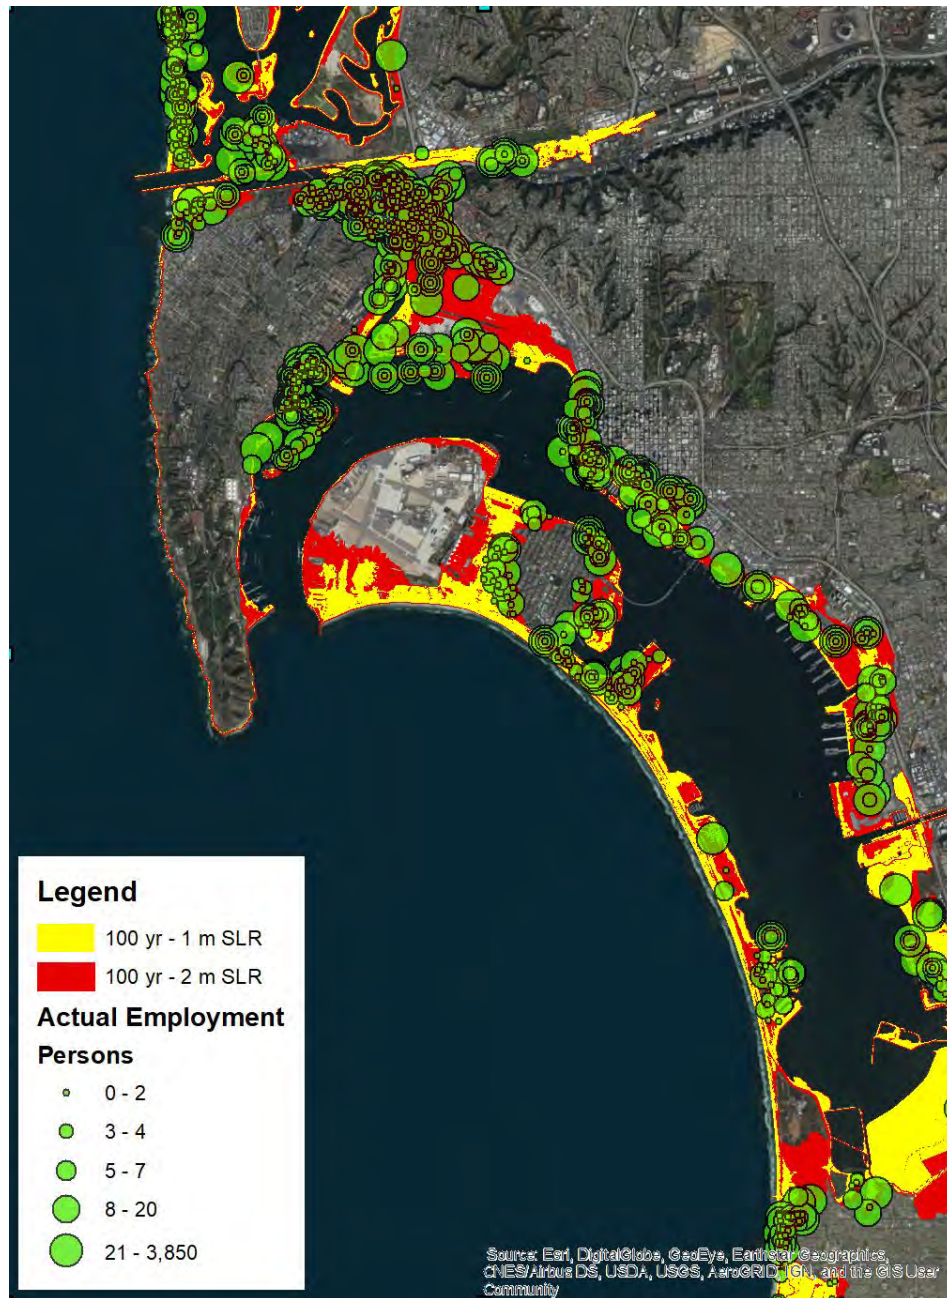 Legend
100 yr - 1 m SLR
100 yr - 2 m SLR
Actual Employment
Persons
0 - 2
3 - 4
5 - 7
8 - 20
21 - 3,850
Source: Esri, DigitalGlobe, GeoEye, Earthstar Geographics,
CNES/Airbus DS, USDA, USGS, AeroGRID, IGN, and the GIS User
Community